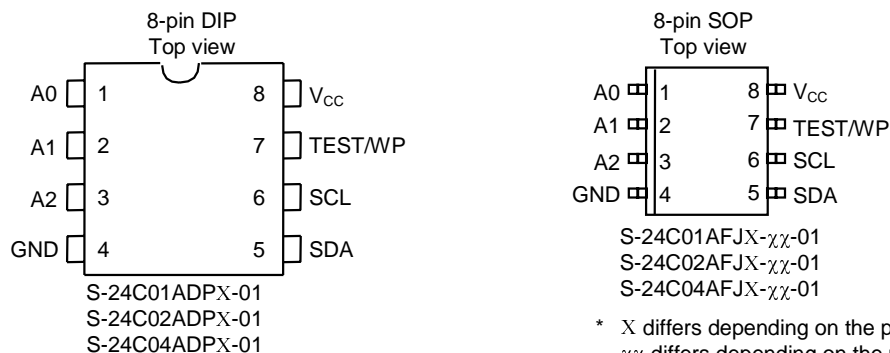 8-pin DIP
Top view
A0 1 8 VCC
A1 2 7 TEST/WP
A2 3 6 SCL
GND 4 5 SDA
S-24C01ADPX-01
S-24C02ADPX-01
S-24C04ADPX-01
8-pin SOP
Top view
A0 1 8 VCC
A1 2 7 TEST/WP
A2 3 6 SCL
GND 4 5 SDA
S-24C01AFJX-χχ-01
S-24C02AFJX-χχ-01
S-24C04AFJX-χχ-01
* X differs depending on the
differs depending on the